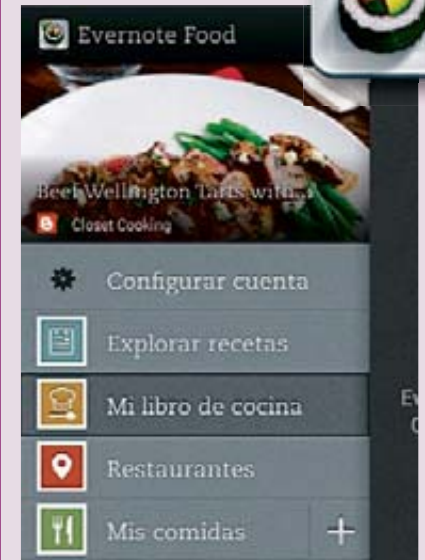 Evernote Food
Beef Wellington Tarts with...
Closet Cooking
Configurar cuenta
Explorar recetas
Mi libro de cocina
Restaurantes
Mis comidas +
Ev